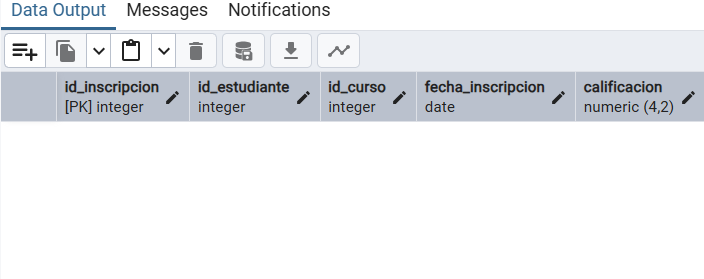 Data Output Messages Notifications
id_inscripcion id_estudiante id_curso fecha_inscripcion calificacion
[PK] integer integer integer date numeric (4,2)